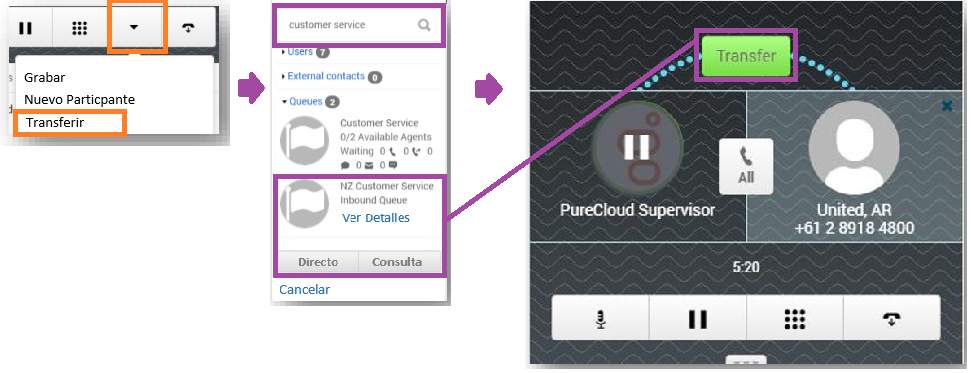 Grabar
Nuevo Particpante
Transferir
customer service
Users 7
External contacts 0
Queues 2
Customer Service
0/2 Available Agents
Waiting 0 0 0
0 0
NZ Customer Service
Inbound Queue
Ver Detalles
Directo Consulta
Cancelar
Transfer
All
PureCloud Supervisor
United, AR
+61 2 8918 4800
5:20